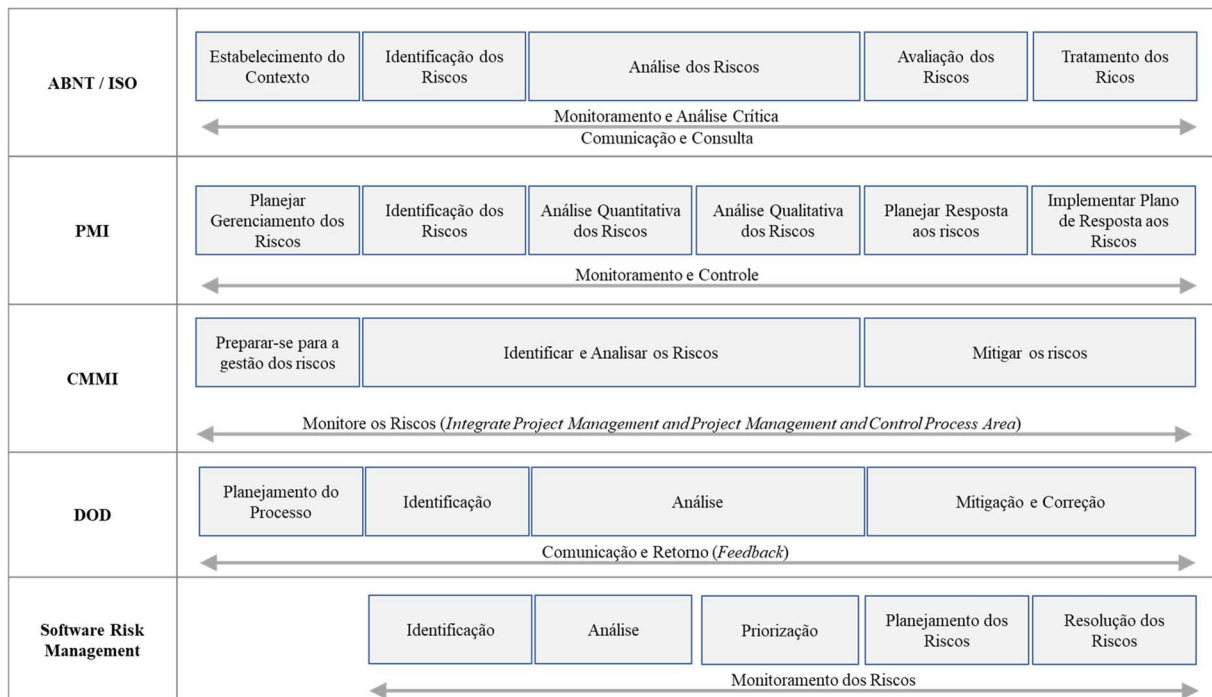 ABNT / ISO
Estabelecimento do
Contexto
Identificação dos
Riscos
Análise dos Riscos
Avaliação dos
Riscos
Tratamento dos
Ricos
Monitoramento e Análise Crítica
Comunicação e Consulta
PMI
Planejar
Gerenciamento dos
Riscos
Identificação dos
Riscos
Análise Quantitativa
dos Riscos
Análise Qualitativa
dos Riscos
Planejar Resposta
aos riscos
Implementar Plano
de Resposta aos
Riscos
Monitoramento e Controle
CMMI
Preparar-se para a
gestão dos riscos
Identificar e Analisar os Riscos
Mitigar os riscos
Monitore os Riscos (Integrate Project Management and Project Management and Control Process Area)
DOD
Planejamento do
Processo
Identificação
Análise
Mitigação e Correção
Comunicação e Retorno (Feedback)
Software Risk
Management
Identificação
Análise
Priorização
Planejamento dos
Riscos
Resolução dos
Riscos
Monitoramento dos Riscos